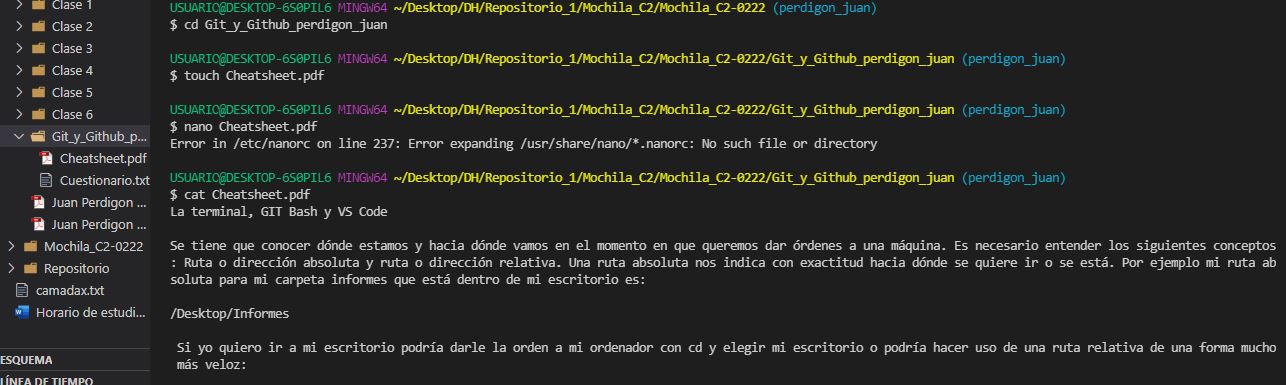 Clase 1
Clase 2
Clase 3
Clase 4
Clase 5
Clase 6
Git_y_Github_p...
Cheatsheet.pdf
Cuestionario.txt
Juan Perdigon ...
Juan Perdigon ...
Mochila_C2-0222
Repositorio
camadax.txt
Horario de estudi...
ESQUEMA
LÍNEA DE TIEMPO
USUARIO@DESKTOP-6S0PIL6 MINGW64 ~/Desktop/DH/Repositorio_1/Mochila_C2/Mochila_C2-0222 (perdigon_juan)
$ cd Git_y_Github_perdigon_juan
USUARIO@DESKTOP-6S0PIL6 MINGW64 ~/Desktop/DH/Repositorio_1/Mochila_C2/Mochila_C2-0222/Git_y_Github_perdigon_juan (perdigon_juan)
$ touch Cheatsheet.pdf
USUARIO@DESKTOP-6S0PIL6 MINGW64 ~/Desktop/DH/Repositorio_1/Mochila_C2/Mochila_C2-0222/Git_y_Github_perdigon_juan (perdigon_juan)
$ nano Cheatsheet.pdf
Error in /etc/nanorc on line 237: Error expanding /usr/share/nano/*.nanorc: No such file or directory
USUARIO@DESKTOP-6S0PIL6 MINGW64 ~/Desktop/DH/Repositorio_1/Mochila_C2/Mochila_C2-0222/Git_y_Github_perdigon_juan (perdigon_juan)
$ cat Cheatsheet.pdf
La terminal, GIT Bash y VS Code
Se tiene que conocer dónde estamos y hacia dónde vamos en el momento en que queremos dar órdenes a una máquina. Es necesario entender los siguientes conceptos
: Ruta o dirección absoluta y ruta o dirección relativa. Una ruta absoluta nos indica con exactitud hacia dónde se quiere ir o se está. Por ejemplo mi ruta ab
soluta para mi carpeta informes que está dentro de mi escritorio es:
/Desktop/Informes
Si yo quiero ir a mi escritorio podría darle la orden a mi ordenador con cd y elegir mi escritorio o podría hacer uso de una ruta relativa de una forma mucho
más veloz: